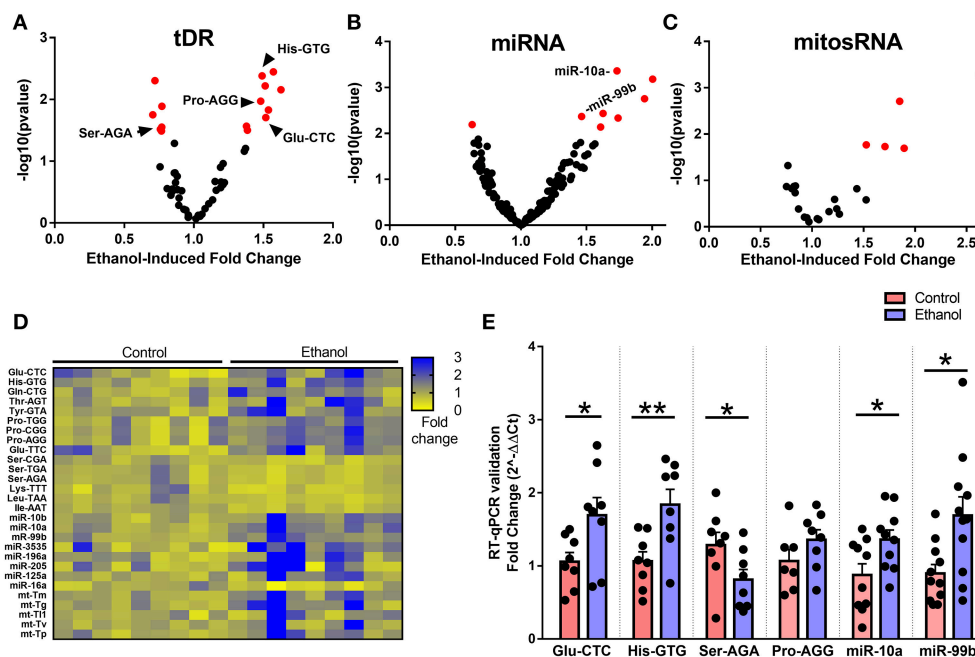 A
tDR
-log10(pvalue)
4
3
2
1
0
0.0 0.5 1.0 1.5 2.0
Ethanol-Induced Fold Change
His-GTG
Pro-AGG
Ser-AGA
Glu-CTC
B
miRNA
-log10(pvalue)
4
3
2
1
0
0.0 0.5 1.0 1.5 2.0
Ethanol-Induced Fold Change
miR-10a-
-miR-99b
C
mitosRNA
-log10(pvalue)
4
3
2
1
0
0.0 0.5 1.0 1.5 2.0 2.5
Ethanol-Induced Fold Change
D
Control Ethanol
Glu-CTC
His-GTG
Gln-CTG
Thr-AGT
Tyr-GTA
Pro-TGG
Pro-CGG
Pro-AGG
Glu-TTC
Ser-CGA
Ser-TGA
Ser-AGA
Lys-TTT
Leu-TAA
Ile-AAT
miR-10b
miR-10a
mR-99b
miR-3535
miR-196a
miR-205
miR-125a
miR-16a
mt-Tm
mt-Tg
mt-Tl1
mt-Tv
mt-Tp
3
2
1
0
Fold
change
E
Control
Ethanol
RT-qPCR validation
Fold Change (2^-ΔΔCt)
4
3
2
1
0
* ** * * *
Glu-CTC His-GTG Ser-AGA Pro-AGG miR-10a miR-99b